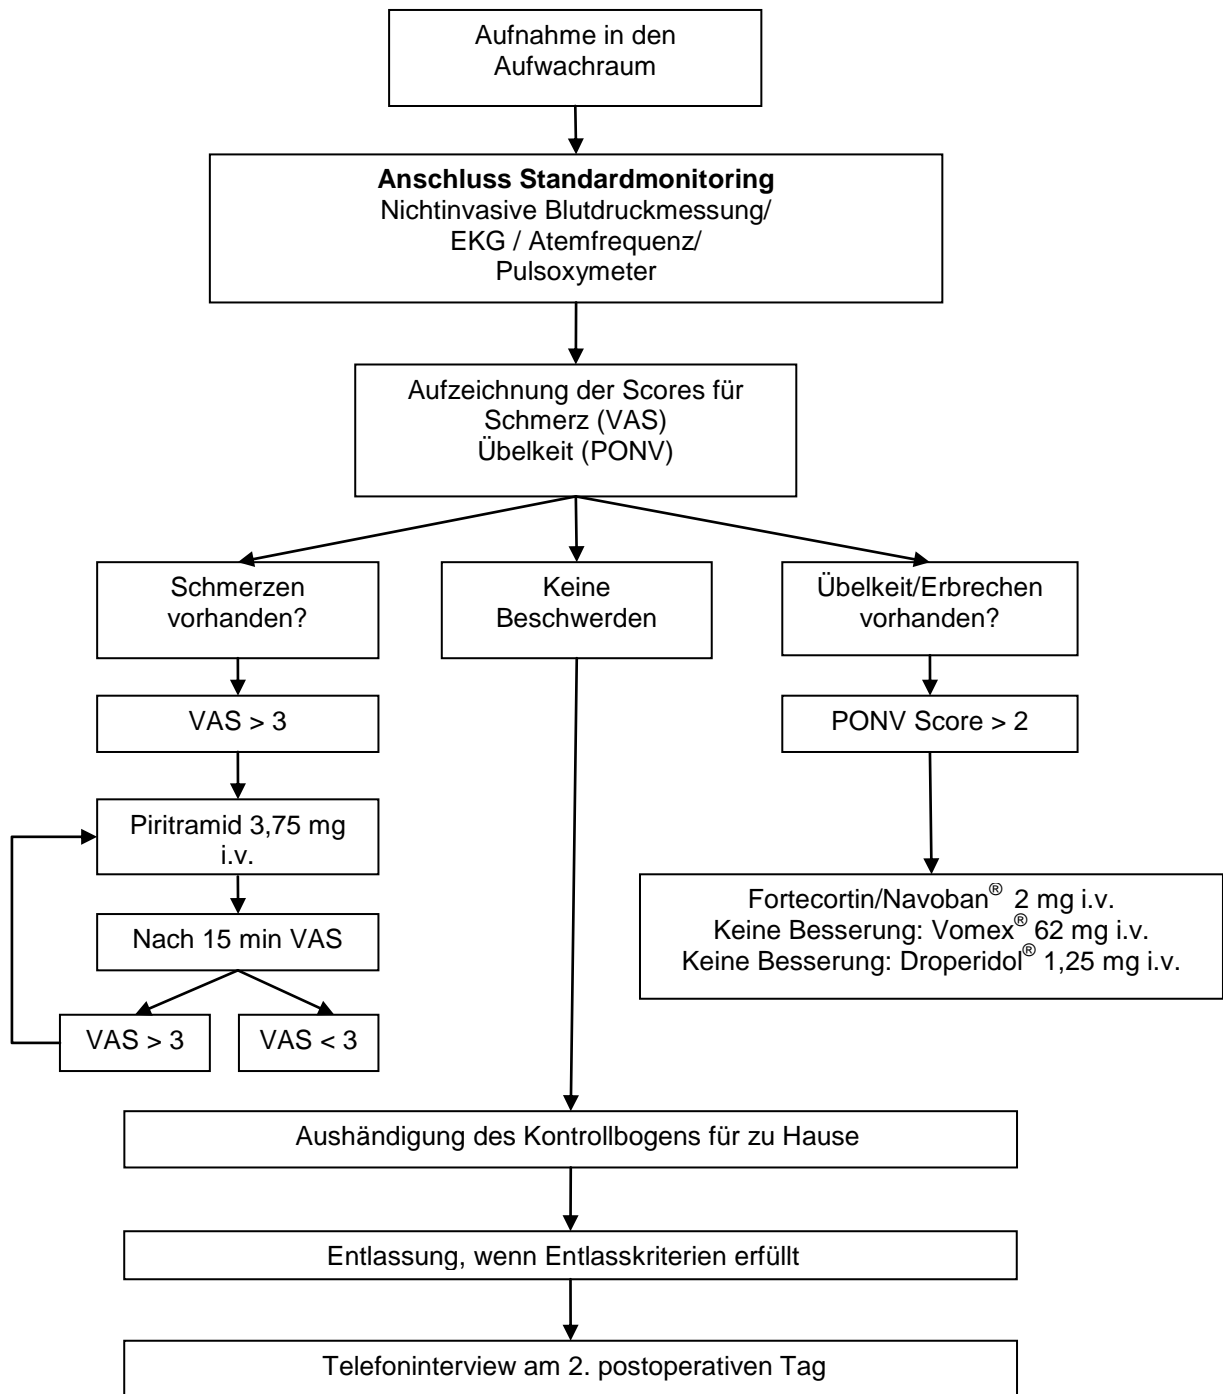 Aufnahme in den
Aufwachraum
Anschluss Standardmonitoring
Nichtinvasive Blutdruckmessung/
EKG / Atemfrequenz/
Pulsoxymeter
Aufzeichnung der Scores für
Schmerz (VAS)
Übelkeit (PONV)
Schmerzen
vorhanden?
Keine
Beschwerden
Übelkeit/Erbrechen
vorhanden?
VAS > 3
PONV Score > 2
Piritramid 3,75 mg
i.v.
Nach 15 min VAS
VAS > 3
VAS < 3
Fortecortin/Navoban® 2 mg i.v.
Keine Besserung: Vomex® 62 mg i.v.
Keine Besserung: Droperidol® 1,25 mg i.v.
Aushändigung des Kontrollbogens für zu Hause
Entlassung, wenn Entlasskriterien erfüllt
Telefoninterview am 2. postoperativen Tag